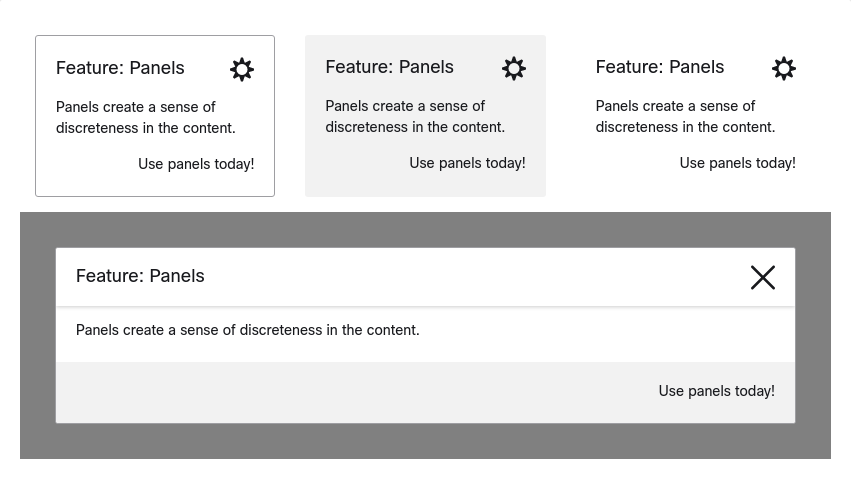 Feature: Panels
Panels create a sense of
discreteness in the content.
Use panels today!
Feature: Panels
Panels create a sense of
discreteness in the content.
Use panels today!
Feature: Panels
Panels create a sense of
discreteness in the content.
Use panels today!
Feature: Panels
Panels create a sense of discreteness in the content.
Use panels today!